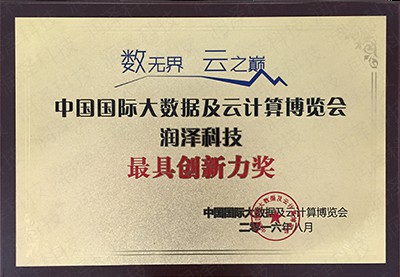 数无界 云之巅
中国国际大数据及云计算博览会
润泽科技
最具创新力奖
中国国际大数据及云计算博览会
二零一六年八月